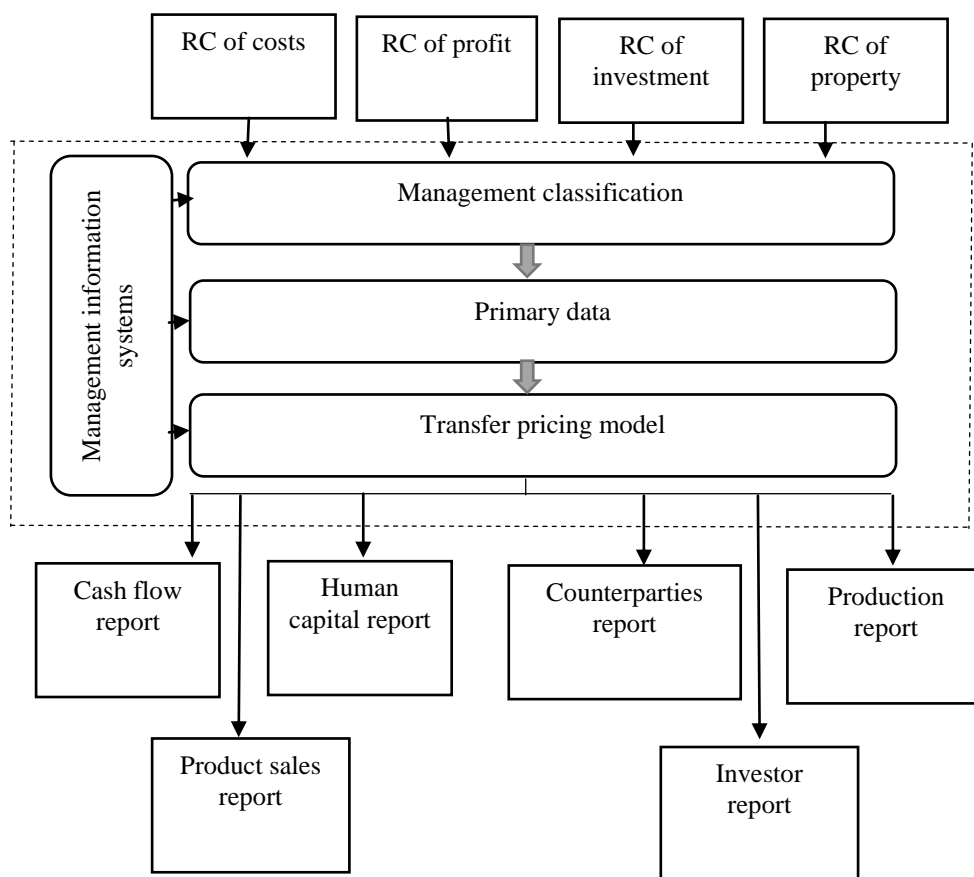 RC of costs
RC of profit
RC of
investment
RC of
property
Management information
systems
Management classification
Primary data
Transfer pricing model
Cash flow
report
Human
capital report
Counterparties
report
Production
report
Product sales
report
Investor
report